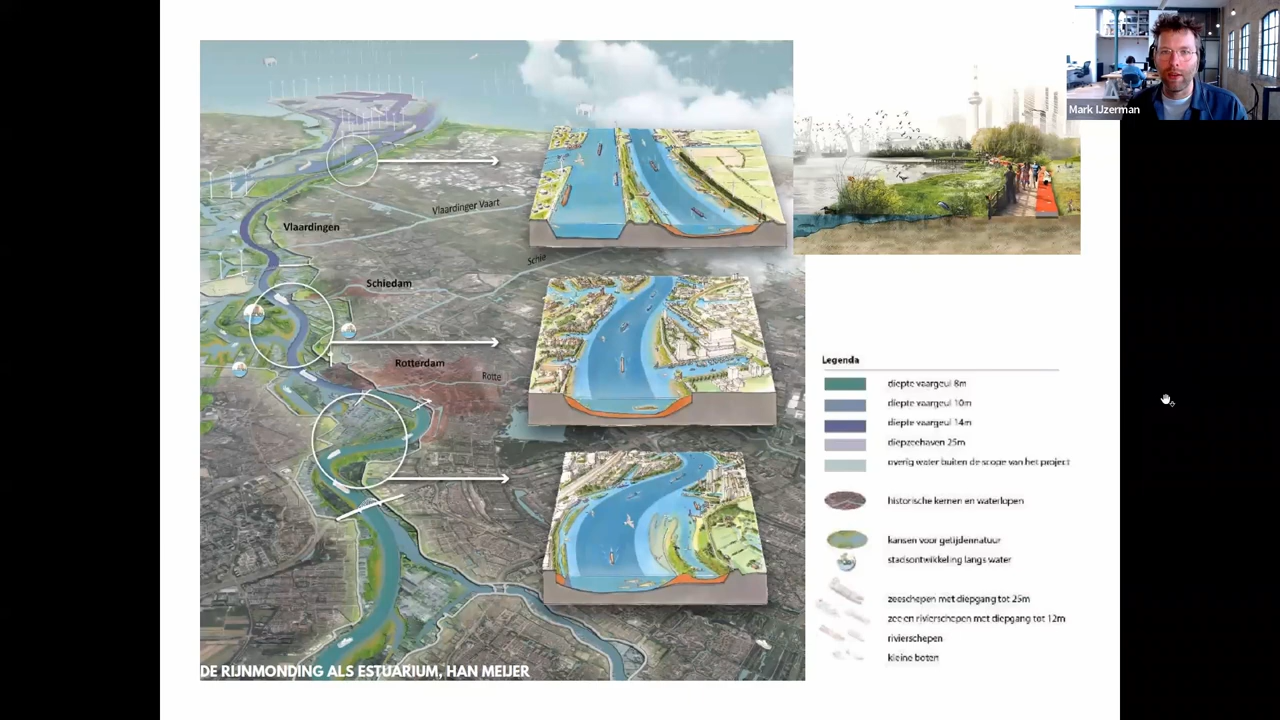 Mark IJzerman
Vlaardinger Vaart
Vlaardingen
Schie
Schiedam
Rotterdam
Rotte
DE RIJNMONDING ALS ESTUARIUM, HAN MEIJER
Legenda
diepte vaargeul 8m
diepte vaargeul 10m
diepte vaargeul 14m
diepzeehaven 25m
overig water buiten de scope van het project
historische kernen en waterlopen
kansen voor getijdennatuur
stadsontwikkeling langs water
zeeschepen met diepgang tot 25m
zee en rivierschepen met diepgang tot 12m
rivierschepen
kleine boten